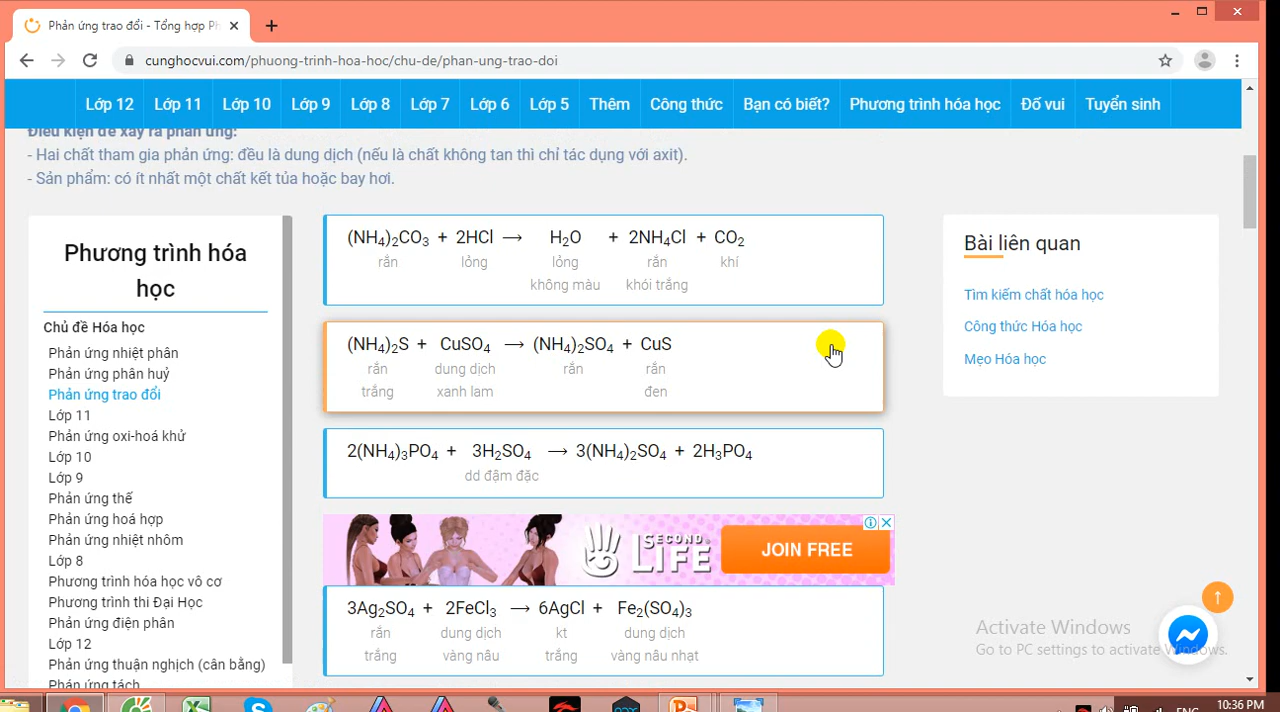 Phản ứng trao đổi - Tổng hợp Ph
cunghocvui.com/phuong-trinh-hoa-hoc/chu-de/phan-ung-trao-doi
Lớp 12 Lớp 11 Lớp 10 Lớp 9 Lớp 8 Lớp 7 Lớp 6 Lớp 5 Thêm Công thức Bạn có biết? Phương trình hóa học Đố vui Tuyển sinh
Điều kiện để xảy ra phản ứng:
- Hai chất tham gia phản ứng: đều là dung dịch (nếu là chất không tan thì chỉ tác dụng với axit).
- Sản phẩm: có ít nhất một chất kết tủa hoặc bay hơi.
Phương trình hóa
học
Chủ đề Hóa học
Phản ứng nhiệt phân
Phản ứng phân huỷ
Phản ứng trao đổi
Lớp 11
Phản ứng oxi-hoá khử
Lớp 10
Lớp 9
Phản ứng thế
Phản ứng hoá hợp
Phản ứng nhiệt nhôm
Lớp 8
Phương trình hóa học vô cơ
Phương trình thi Đại Học
Phản ứng điện phân
Lớp 12
Phản ứng thuận nghịch (cân bằng)
Phản ứng tách
(NH₄)₂CO₃ + 2HCl ⟶ H₂O + 2NH₄Cl + CO₂
rắn lỏng lỏng rắn khí
không màu khói trắng
(NH₄)₂S + CuSO₄ ⟶ (NH₄)₂SO₄ + CuS
rắn dung dịch rắn rắn
trắng xanh lam đen
2(NH₄)₃PO₄ + 3H₂SO₄ ⟶ 3(NH₄)₂SO₄ + 2H₃PO₄
dd đậm đặc
SECOND
LIFE
JOIN FREE
3Ag₂SO₄ + 2FeCl₃ ⟶ 6AgCl + Fe₂(SO₄)₃
rắn dung dịch kt dung dịch
trắng vàng nâu trắng vàng nâu nhạt
Bài liên quan
Tìm kiếm chất hóa học
Công thức Hóa học
Mẹo Hóa học
Activate Windows
Go to PC settings to activate Windows.
ENG
10:36 PM